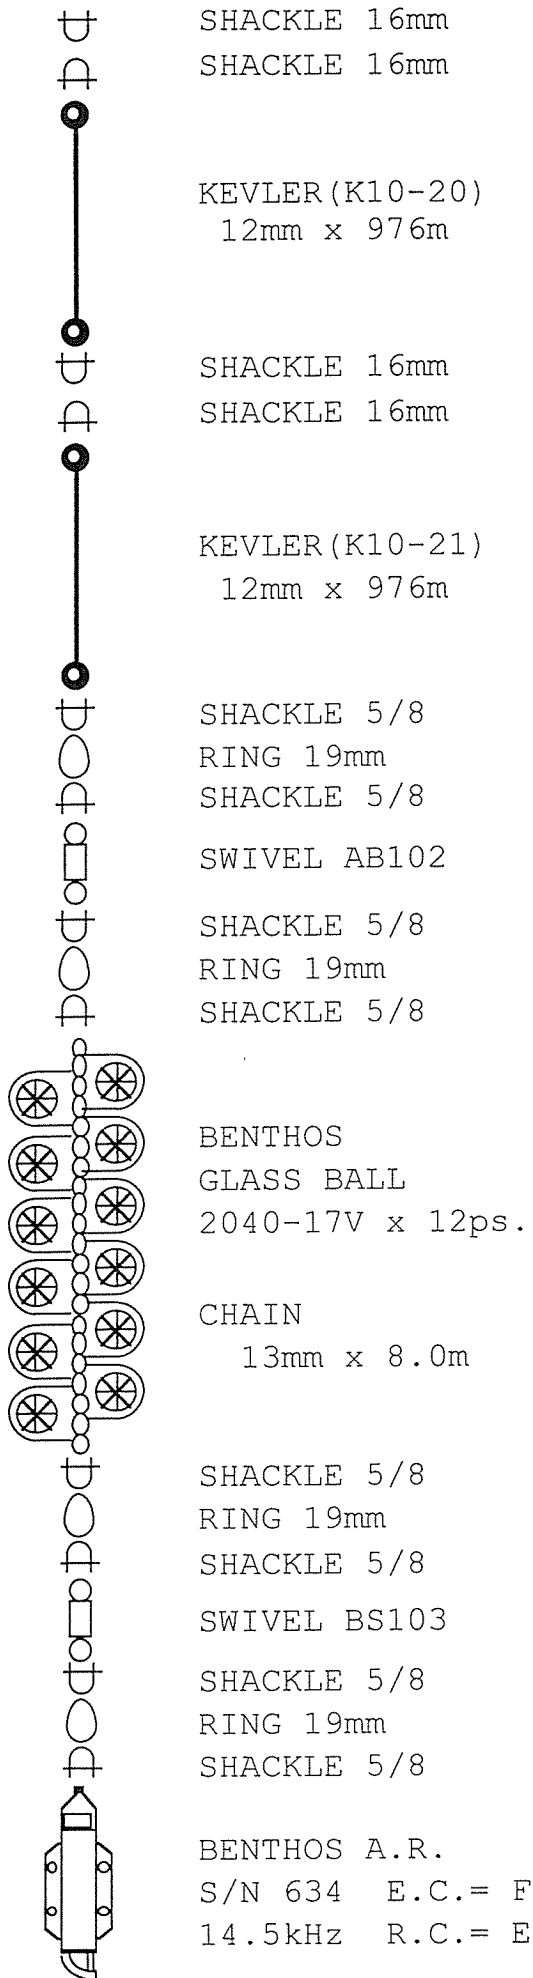 SHACKLE 16mm
SHACKLE 16mm
KEVLER(K10-20)
12mm x 976m
SHACKLE 16mm
SHACKLE 16mm
KEVLER(K10-21)
12mm x 976m
SHACKLE 5/8
RING 19mm
SHACKLE 5/8
SWIVEL AB102
SHACKLE 5/8
RING 19mm
SHACKLE 5/8
BENTHOS
GLASS BALL
2040-17V x 12ps.
CHAIN
13mm x 8.0m
SHACKLE 5/8
RING 19mm
SHACKLE 5/8
SWIVEL BS103
SHACKLE 5/8
RING 19mm
SHACKLE 5/8
BENTHOS A.R.
S/N 634 E.C.= F
14.5kHz R.C.= E